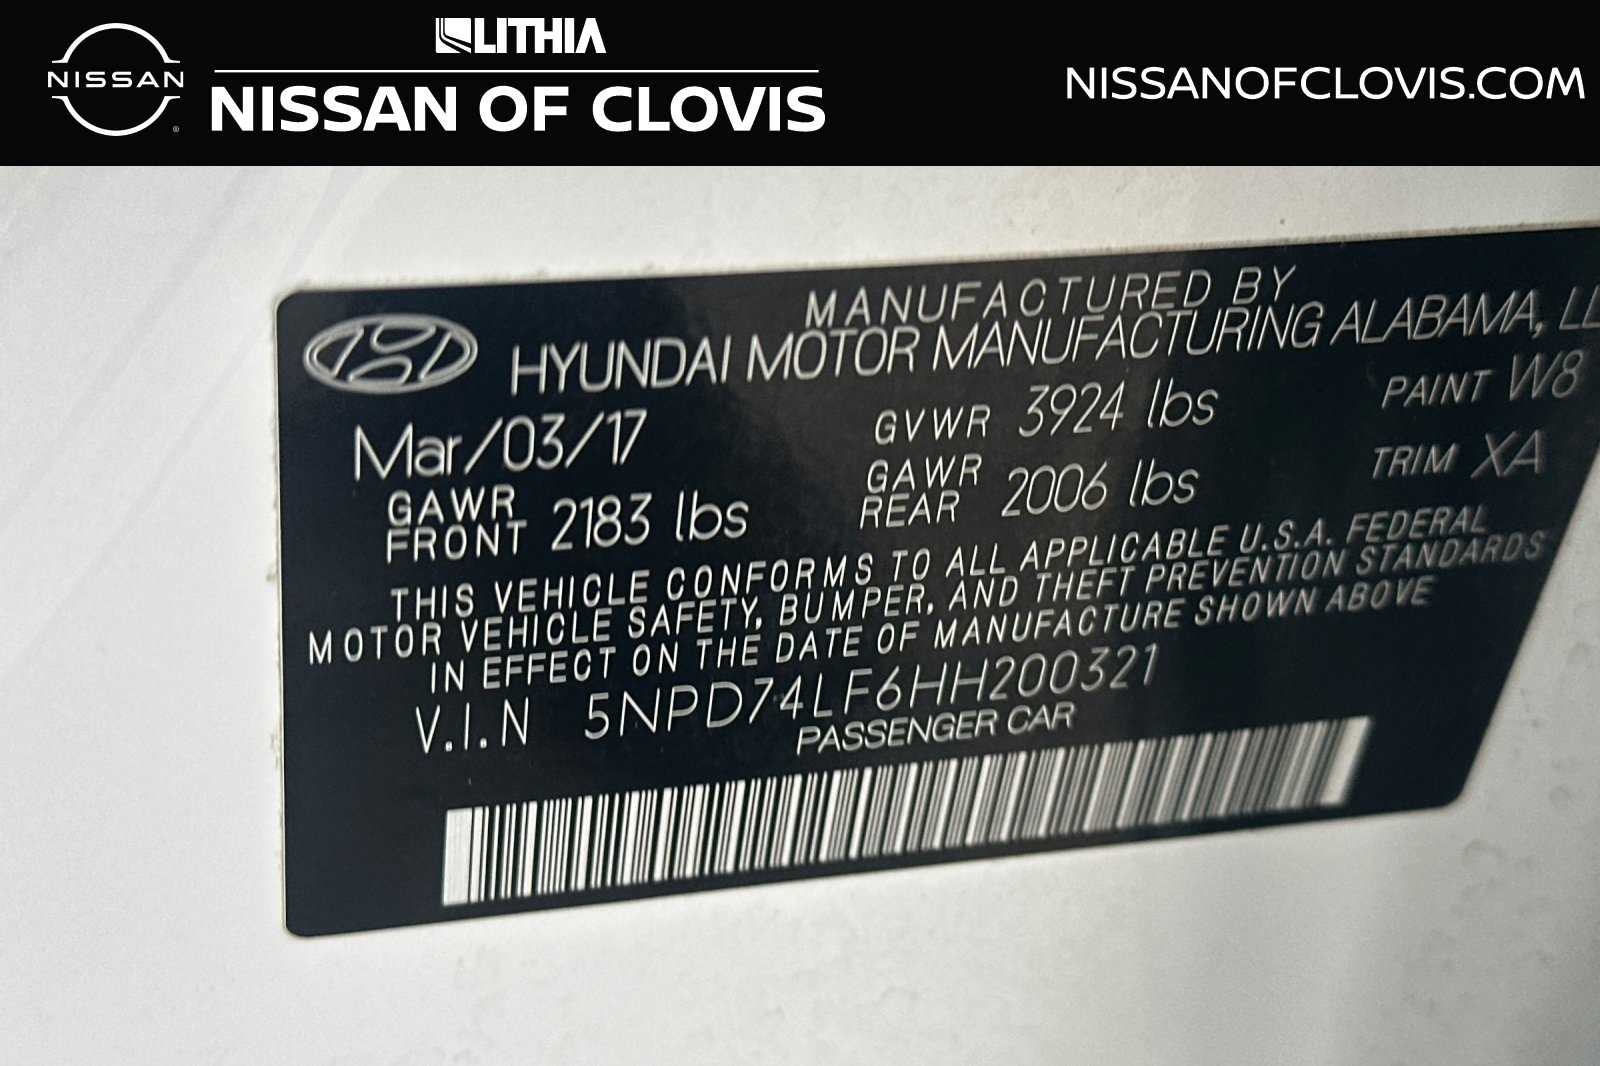 LITHIA
NISSAN
NISSAN OF CLOVIS
NISSANOFCLOVIS.COM
MANUFACTURED BY
HYUNDAI MOTOR MANUFACTURING ALABAMA, LL
Mar/03/17 GVWR 3924 lbs PAINT W8
GAWR FRONT 2183 lbs GAWR REAR 2006 lbs TRIM XA
THIS VEHICLE CONFORMS TO ALL APPLICABLE U.S.A. FEDERAL
MOTOR VEHICLE SAFETY, BUMPER, AND THEFT PREVENTION STANDARDS
IN EFFECT ON THE DATE OF MANUFACTURE SHOWN ABOVE
V.I.N 5NPD74LF6HH200321
PASSENGER CAR